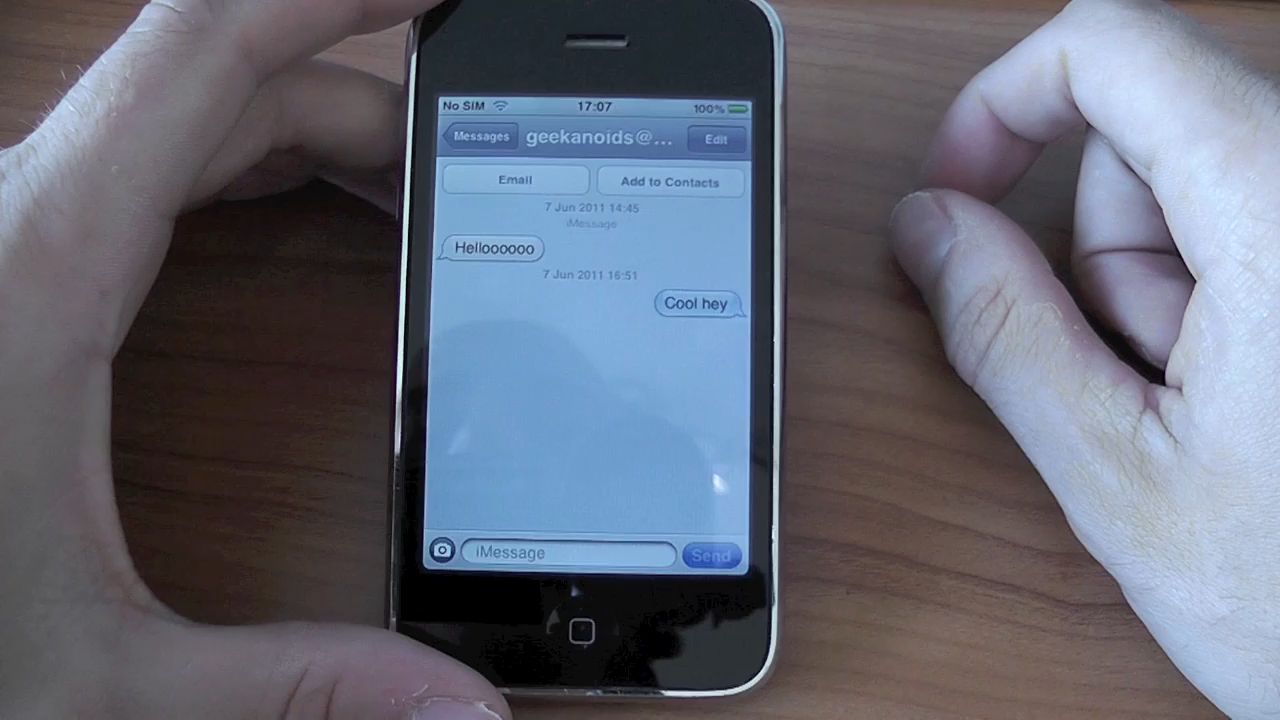 No SIM 17:07 100%
Messages geekanoids@... Edit
Email Add to Contacts
7 Jun 2011 14:45
iMessage
Belloooooo
7 Jun 2011 16:51
Cool hey
iMessage Send